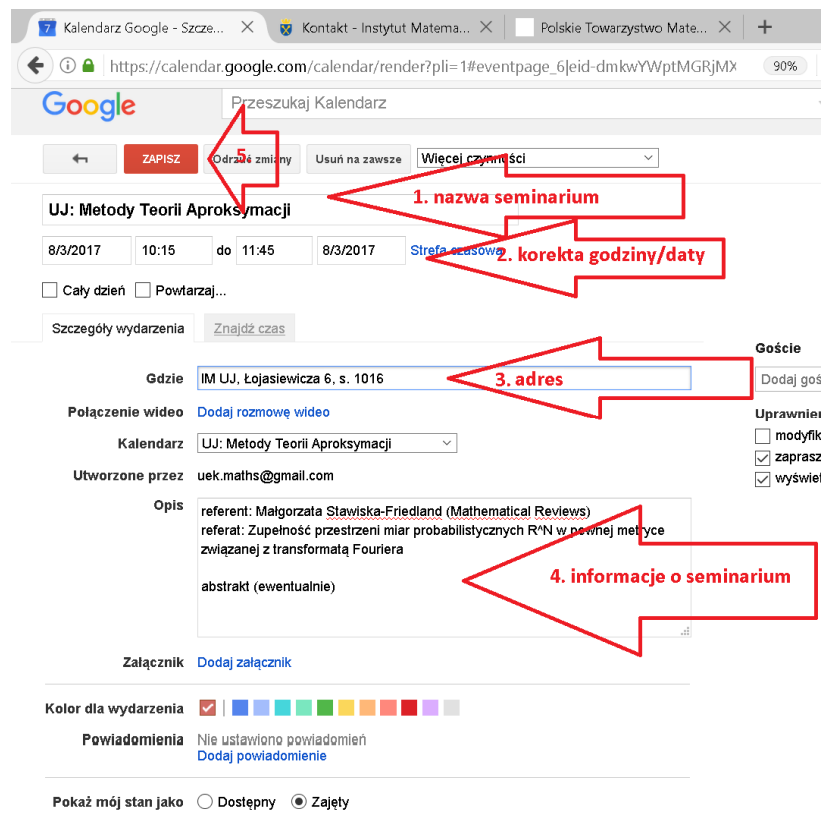 Kalendarz Google - Szcze...
Kontakt - Instytut Matema...
Polskie Towarzystwo Mate...
https://calendar.google.com/calendar/render?pli=1#eventpage_6|eid-dmkwYWptMGRjMX
90%
Google
Przeszukaj Kalendarz
ZAPISZ
5.
Odrzuć zmiany
Usuń na zawsze
Więcej czynności
1. nazwa seminarium
UJ: Metody Teorii Aproksymacji
8/3/2017 10:15 do 11:45 8/3/2017 Strefa czasowa
2. korekta godziny/daty
Cały dzień Powtarzaj...
Szczegóły wydarzenia Znajdź czas
Goście
Gdzie IM UJ, Łojasiewicza 6, s. 1016
3. adres
Dodaj goś
Połączenie wideo Dodaj rozmowę wideo
Uprawnien
modyfik
Kalendarz UJ: Metody Teorii Aproksymacji
zaprasz
Utworzone przez uek.maths@gmail.com
wyświet
Opis referent: Małgorzata Stawiska-Friedland (Mathematical Reviews)
referat: Zupełność przestrzeni miar probabilistycznych R^N w pewnej metryce
związanej z transformatą Fouriera
abstrakt (ewentualnie)
4. informacje o seminarium
Załącznik Dodaj załącznik
Kolor dla wydarzenia
Powiadomienia Nie ustawiono powiadomień
Dodaj powiadomienie
Pokaż mój stan jako Dostępny Zajęty